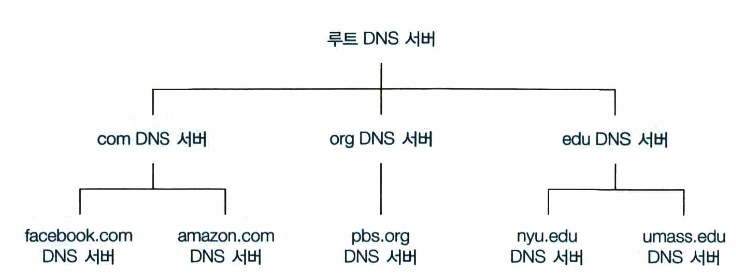 루트 DNS 서버
com DNS 서버
org DNS 서버
edu DNS 서버
facebook.com
DNS 서버
amazon.com
DNS 서버
pbs.org
DNS 서버
nyu.edu
DNS 서버
umass.edu
DNS 서버